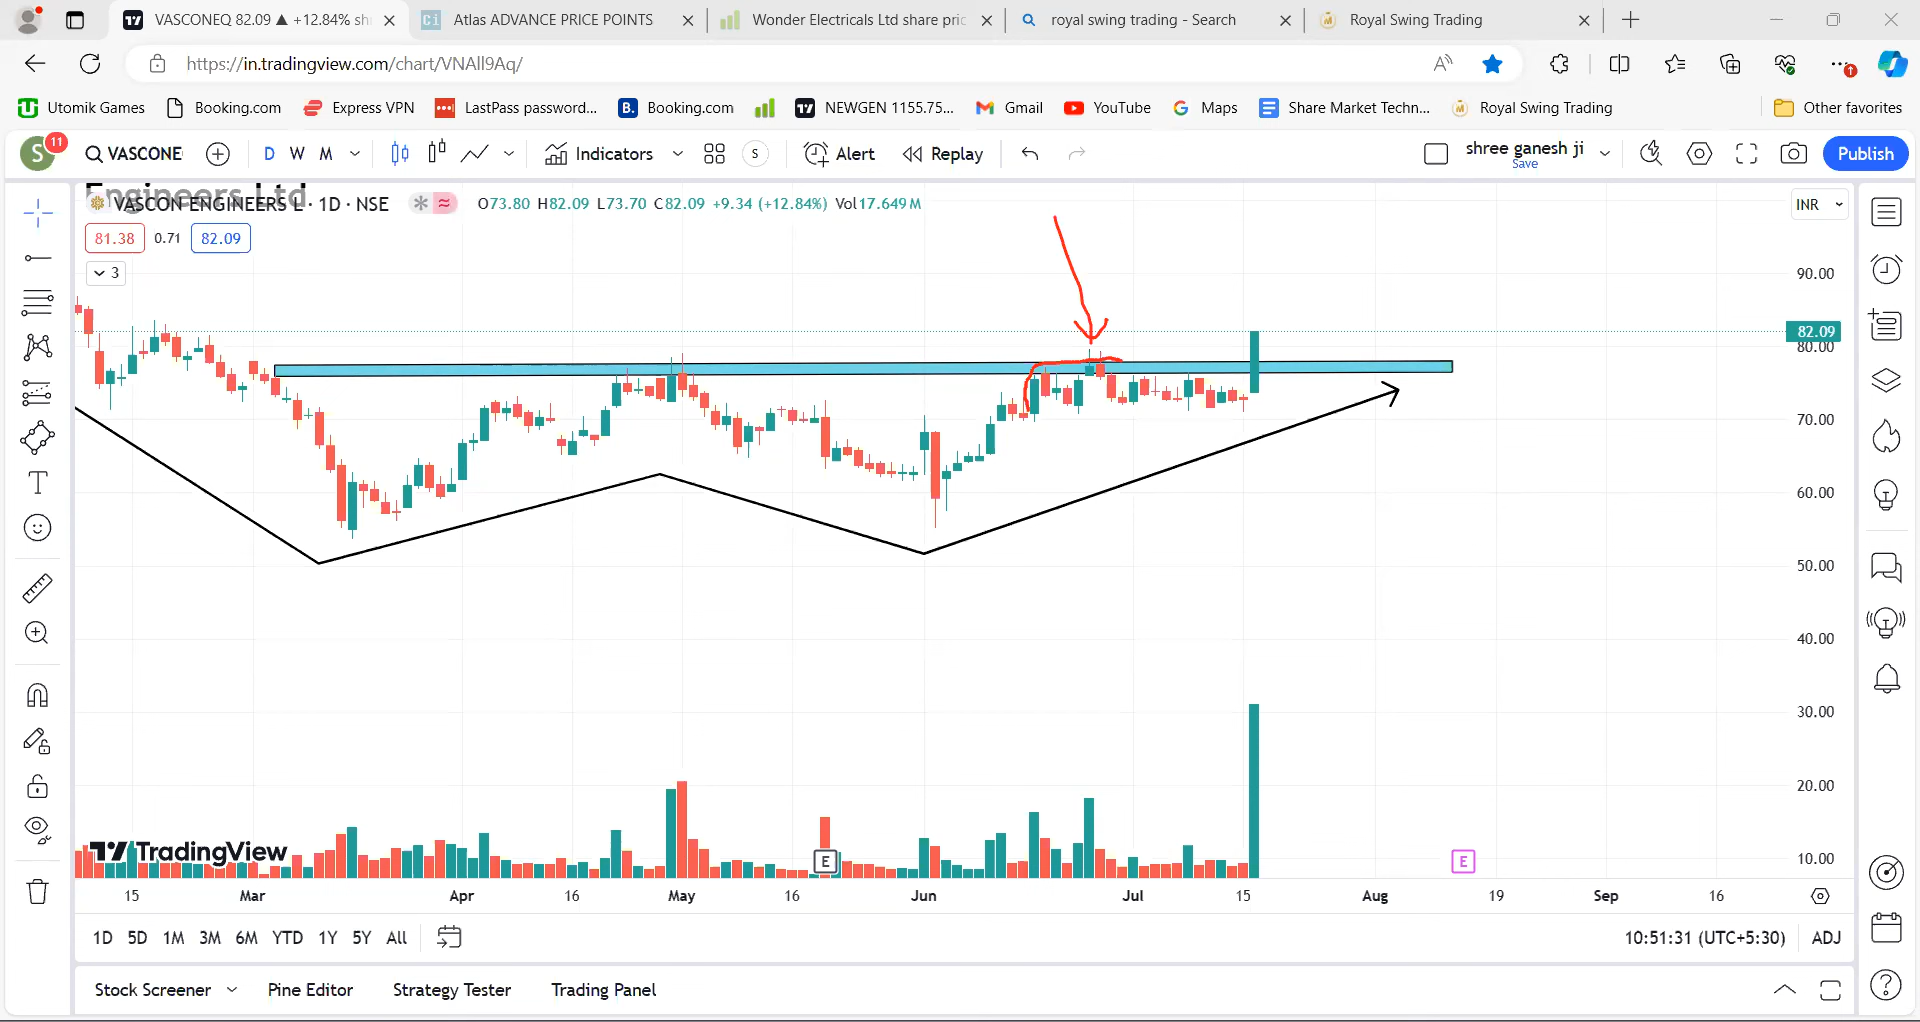 VASCONEQ 82.09 ▲ +12.84% sh
Atlas ADVANCE PRICE POINTS
Wonder Electricals Ltd share pric
royal swing trading - Search
Royal Swing Trading
https://in.tradingview.com/chart/VNAll9Aq/
Utomik Games
Booking.com
Express VPN
LastPass password...
Booking.com
NEWGEN 1155.75...
Gmail
YouTube
Maps
Share Market Techn...
Royal Swing Trading
Other favorites
S 11
VASCONE
D W M
Indicators
S
Alert
Replay
shree ganesh ji
Save
Publish
Engineers Ltd
VASCON ENGINEERS L · 1D · NSE
O73.80 H82.09 L73.70 C82.09 +9.34 (+12.84%) Vol17.649M
INR
81.38 0.71 82.09
3
90.00
82.09
80.00
70.00
60.00
50.00
40.00
30.00
20.00
10.00
TradingView
E
E
15 Mar Apr 16 May 16 Jun Jul 15 Aug 19 Sep 16
1D 5D 1M 3M 6M YTD 1Y 5Y All
10:51:31 (UTC+5:30) ADJ
Stock Screener Pine Editor Strategy Tester Trading Panel